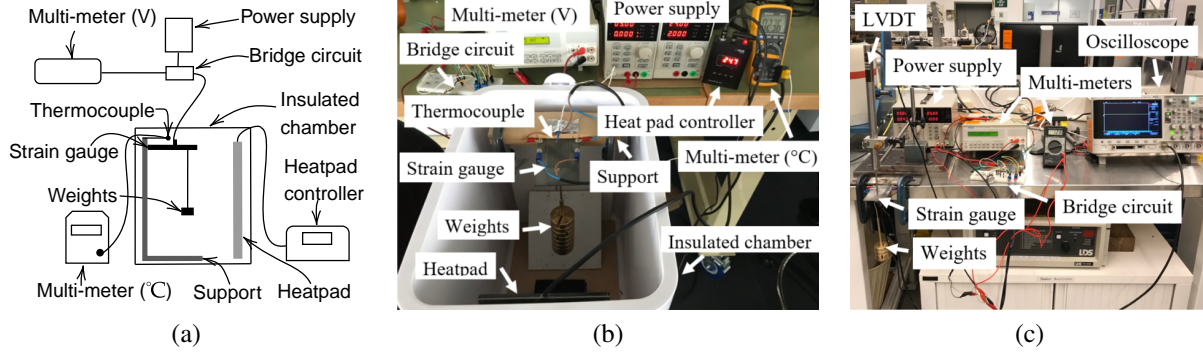 Multi-meter (V)
Power supply
Bridge circuit
Thermocouple
Strain gauge
Insulated
chamber
Weights
Heatpad
controller
Multi-meter (°C)
Support
Heatpad
(a)
Multi-meter (V)
Power supply
Bridge circuit
Thermocouple
Heat pad controller
Multi-meter (°C)
Strain gauge
Support
Weights
Insulated chamber
Heatpad
247
(b)
LVDT
Oscilloscope
Power supply
Multi-meters
Strain gauge
Bridge circuit
Weights
SGT
(c)